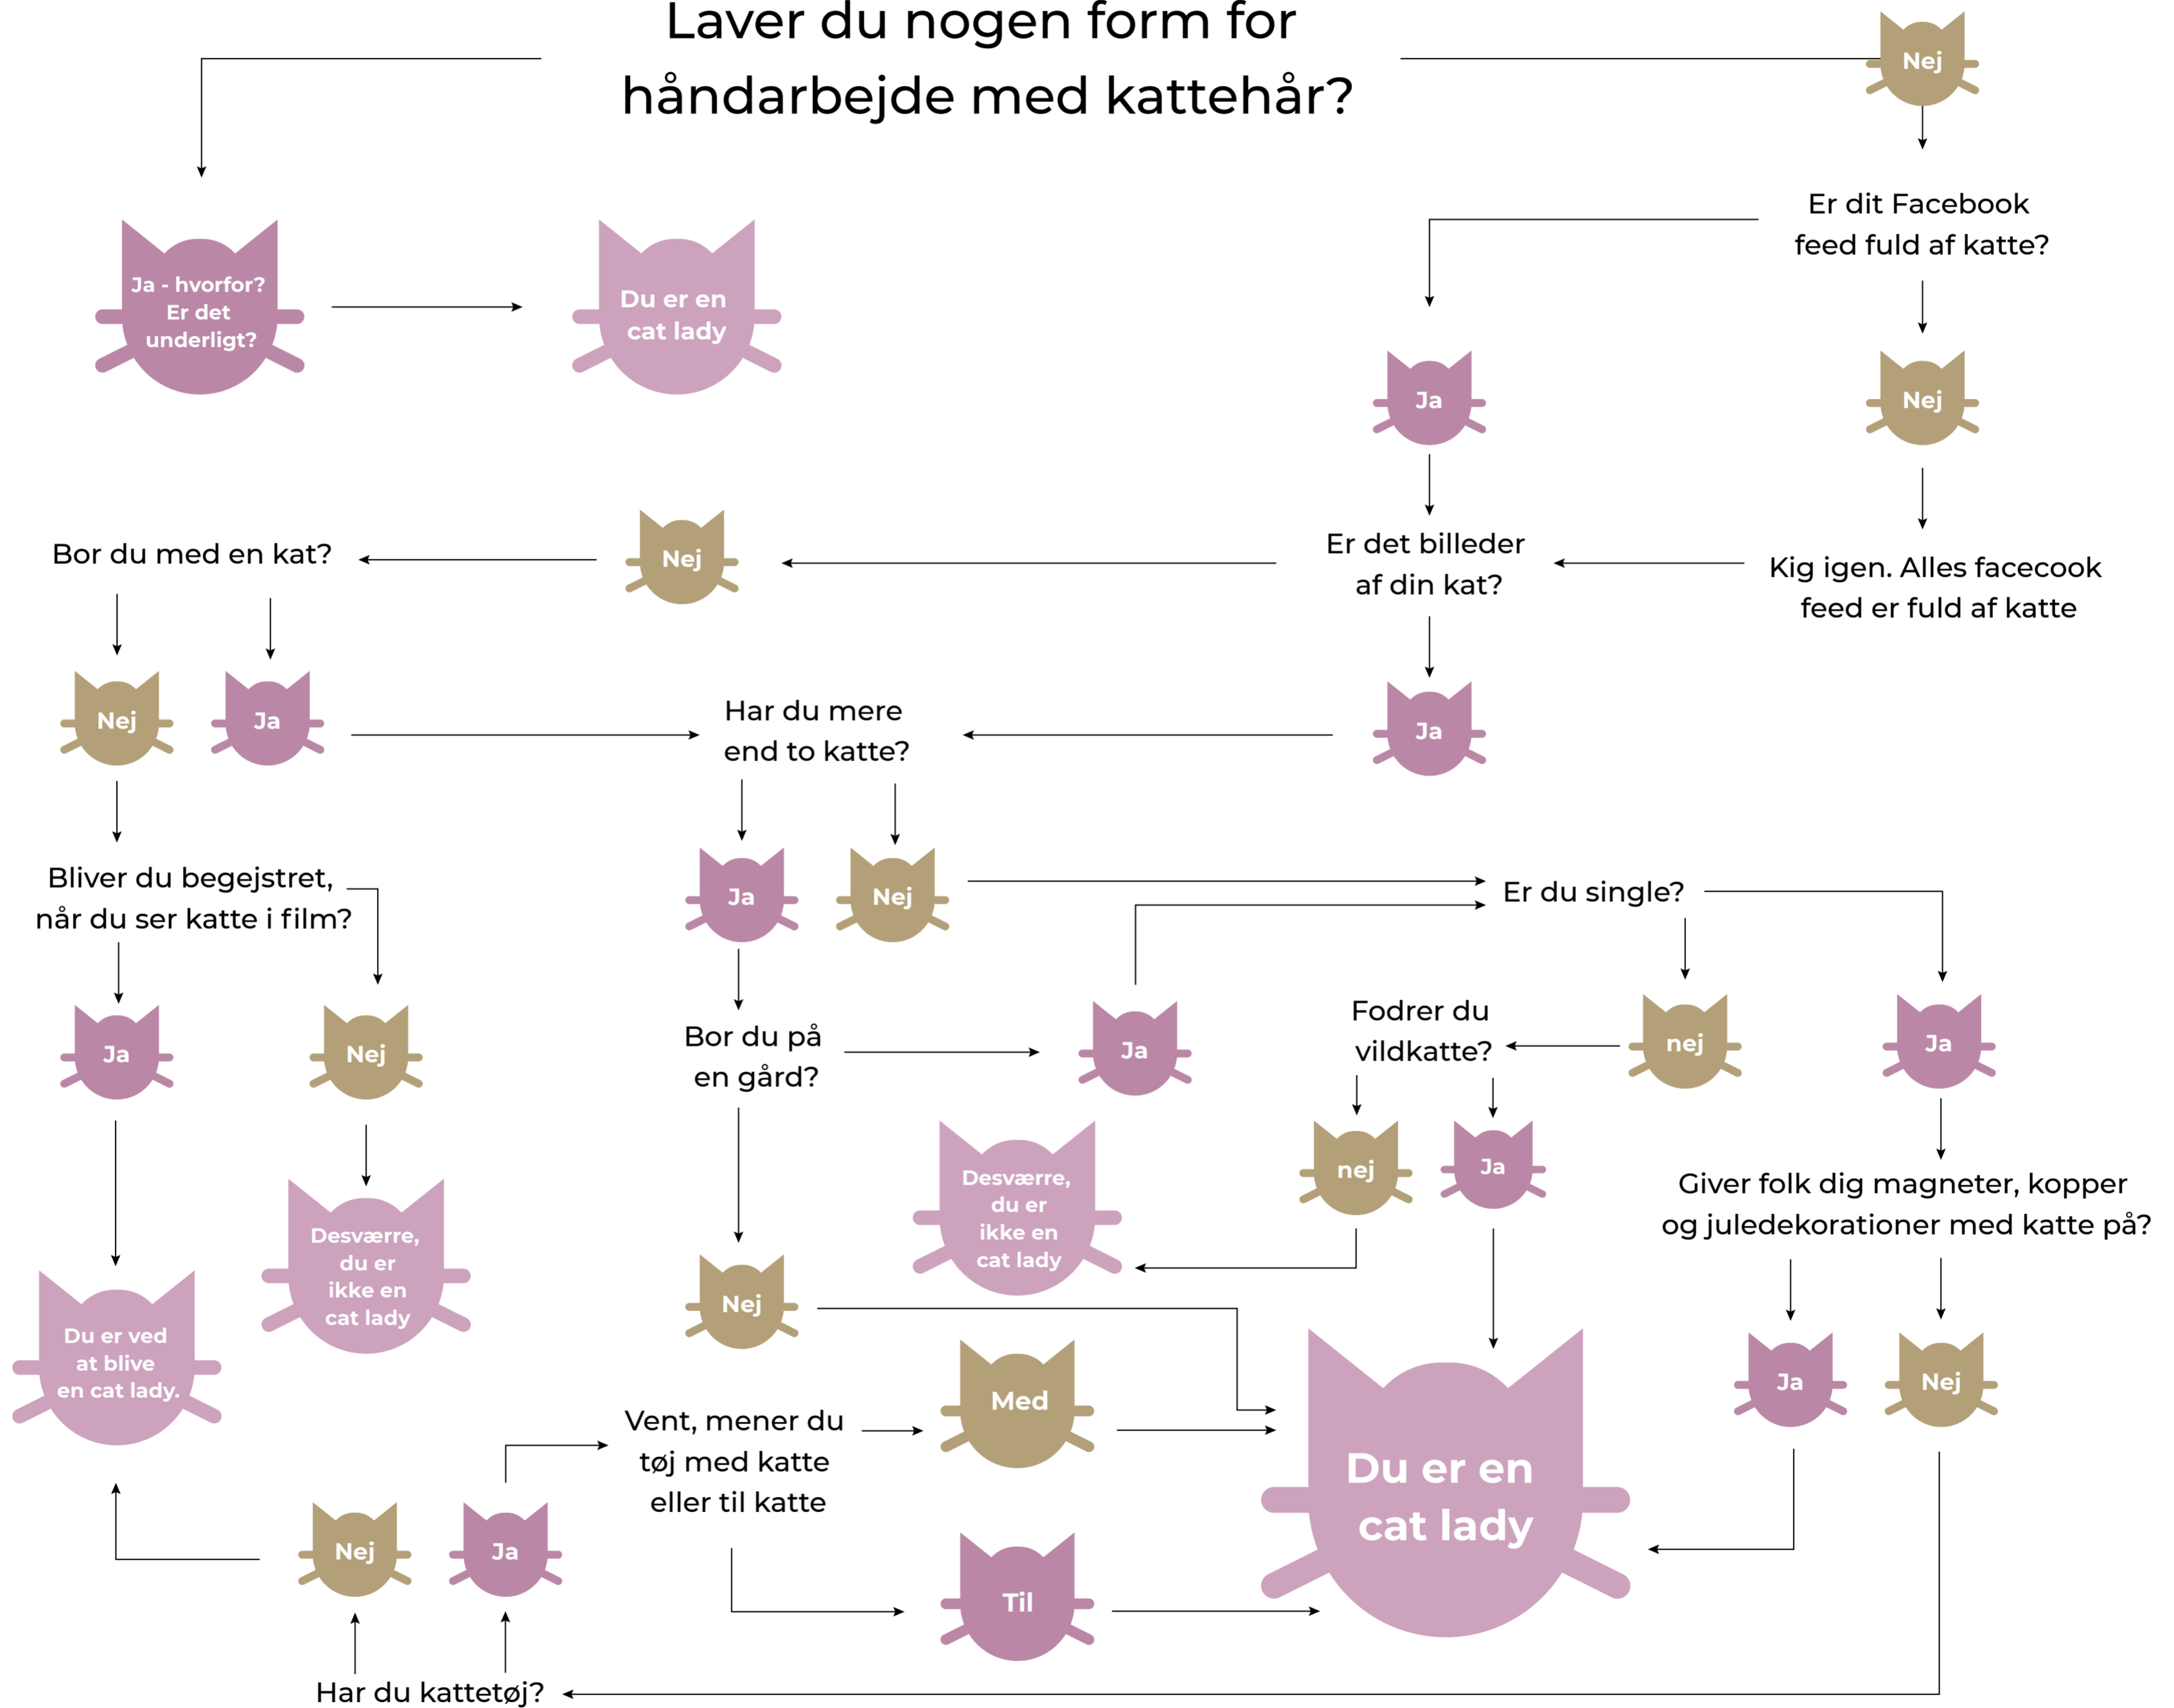 Laver du nogen form for
håndarbejde med kattehår?
Nej
Er dit Facebook
feed fuld af katte?
Ja - hvorfor?
Er det
underligt?
Du er en
cat lady
Ja
Nej
Bor du med en kat?
Nej
Er det billeder
af din kat?
Kig igen. Alles facecook
feed er fuld af katte
Nej
Ja
Har du mere
end to katte?
Ja
Bliver du begejstret,
når du ser katte i film?
Ja
Nej
Er du single?
Ja
Nej
Bor du på
en gård?
Ja
Fodrer du
vildkatte?
nej
Ja
Desværre,
du er
ikke en
cat lady
Desværre,
du er
ikke en
cat lady
nej
Ja
Giver folk dig magneter, kopper
og juledekorationer med katte på?
Du er ved
at blive
en cat lady.
Nej
Med
Ja
Nej
Vent, mener du
tøj med katte
eller til katte
Du er en
cat lady
Nej
Ja
Til
Har du kattetøj?